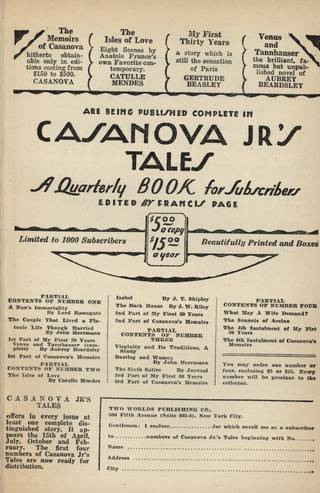 The
Memoirs
of Casanova
hitherto obtain-
able only in edi-
tions costing from
$150 to $500.
CASANOVA
The
Isles of Love
Eight Scenes by
Anatole France's
own Favorite con-
temporary.
CATULLE
MENDES
My First
Thirty Years
a story which is
still the sensation
of Paris
GERTRUDE
BEASLEY
Venus
and
Tannhauser
the brilliant, fa-
mous but unpub-
lished novel of
AUBREY
BEARDSLEY
ARE BEING PUBLISHED COMPLETE IN
CASANOVA JR'S
TALES
A Quarterly BOOK for Subscribers
EDITED BY FRANCIS PAGE
$5.00
a copy
$15.00
a year
Limited to 1000 Subscribers
Beautifully Printed and Boxed
PARTIAL
CONTENTS OF NUMBER ONE
A Nun's Immortality
By Lord Ramsgate
The Couple That Lived a Pla-
tonic Life Though Married
By John Herrmann
1st Part of My First 30 Years
Venus and Tannhauser (com-
plete) By Aubrey Beardsley
1st Part of Casanova's Memoirs
PARTIAL
CONTENTS OF NUMBER TWO
The Isles of Love
By Catulle Mendes
Isabel By J. T. Shipley
The Back House By J. W. Riley
2nd Part of My First 30 Years
2nd Part of Casanova's Memoirs
PARTIAL
CONTENTS OF NUMBER
THREE
Virginity and Its Traditions, A
Study
Bootleg and Women
By John Herrmann
The Sixth Satire By Juvenal
3rd Part of My First 30 Years
3rd Part of Casanova's Memoirs
PARTIAL
CONTENTS OF NUMBER FOUR
What May A Wife Demand?
The Sonnets of Aretino
The 4th Instalment of My First
30 Years
The 4th Instalment of Casanova's
Memoirs
You may order one number or
four, enclosing $5 or $15. Every
number will be precious to the
collector.
CASANOVA JR'S
TALES
offers in every issue at
least one complete dis-
tinguished story. It ap-
pears the 15th of April,
July, October and Feb-
ruary. The first four
numbers of Casanova Jr's
Tales are now ready for
distribution.
TWO WORLDS PUBLISHING CO.,
500 Fifth Avenue (Suite 405-8), New York City.
Gentlemen: I enclose for which enroll me as a subscriber
to numbers of Casanova Jr.'s Tales beginning with No.
Name
Address
City